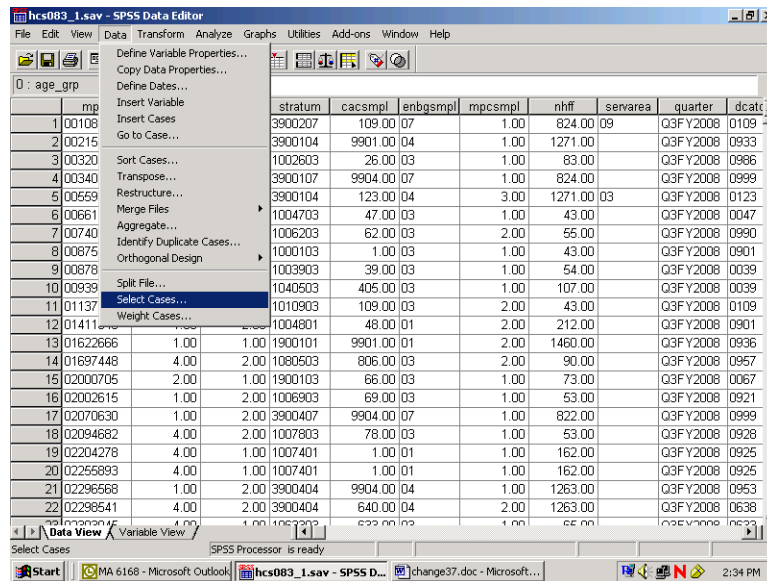 hcs083_1.sav - SPSS Data Editor
File Edit View Data Transform Analyze Graphs Utilities Add-ons Window Help
Define Variable Properties...
Copy Data Properties...
Define Dates...
Insert Variable
Insert Cases
Go to Case...
Sort Cases...
Transpose...
Restructure...
Merge Files
Aggregate...
Identify Duplicate Cases...
Orthogonal Design
Split File...
Select Cases...
Weight Cases...
0 : age_grp
mp stratum cacsmpl enbgsmpl mpcsmpl nhff servarea quarter dcatc
1 00108 3900207 109.00 07 1.00 824.00 09 Q3FY2008 0109
2 00215 3900104 9901.00 04 1.00 1271.00 Q3FY2008 0933
3 00320 1002603 26.00 03 1.00 83.00 Q3FY2008 0986
4 00340 3900107 9904.00 07 1.00 824.00 Q3FY2008 0999
5 00559 3900104 123.00 04 3.00 1271.00 03 Q3FY2008 0123
6 00661 1004703 47.00 03 1.00 43.00 Q3FY2008 0047
7 00740 1006203 62.00 03 2.00 55.00 Q3FY2008 0990
8 00875 1000103 1.00 03 1.00 43.00 Q3FY2008 0901
9 00878 1003903 39.00 03 1.00 54.00 Q3FY2008 0039
10 00939 1040503 405.00 03 1.00 107.00 Q3FY2008 0039
11 01137 1010903 109.00 03 2.00 43.00 Q3FY2008 0109
12 1004801 48.00 01 2.00 212.00 Q3FY2008 0901
13 01622666 1.00 1.00 1900101 9901.00 01 2.00 1460.00 Q3FY2008 0936
14 01697448 4.00 2.00 1080503 806.00 03 2.00 90.00 Q3FY2008 0957
15 02000705 2.00 1.00 1900103 66.00 03 1.00 73.00 Q3FY2008 0067
16 02002615 1.00 2.00 1006903 69.00 03 1.00 53.00 Q3FY2008 0921
17 02070630 1.00 2.00 3900407 9904.00 07 1.00 822.00 Q3FY2008 0999
18 02094682 4.00 2.00 1007803 78.00 03 1.00 53.00 Q3FY2008 0928
19 02204278 4.00 1.00 1007401 1.00 01 1.00 162.00 Q3FY2008 0925
20 02255893 4.00 1.00 1007401 1.00 01 1.00 162.00 Q3FY2008 0925
21 02296568 1.00 2.00 3900404 9904.00 04 1.00 1263.00 Q3FY2008 0953
22 02298541 4.00 2.00 3900404 640.00 04 2.00 1263.00 Q3FY2008 0638
Data View Variable View
Select Cases SPSS Processor is ready
Start MA 6168 - Microsoft Outlook hcs083_1.sav - SPSS D... change37.doc - Microsoft... 2:34 PM